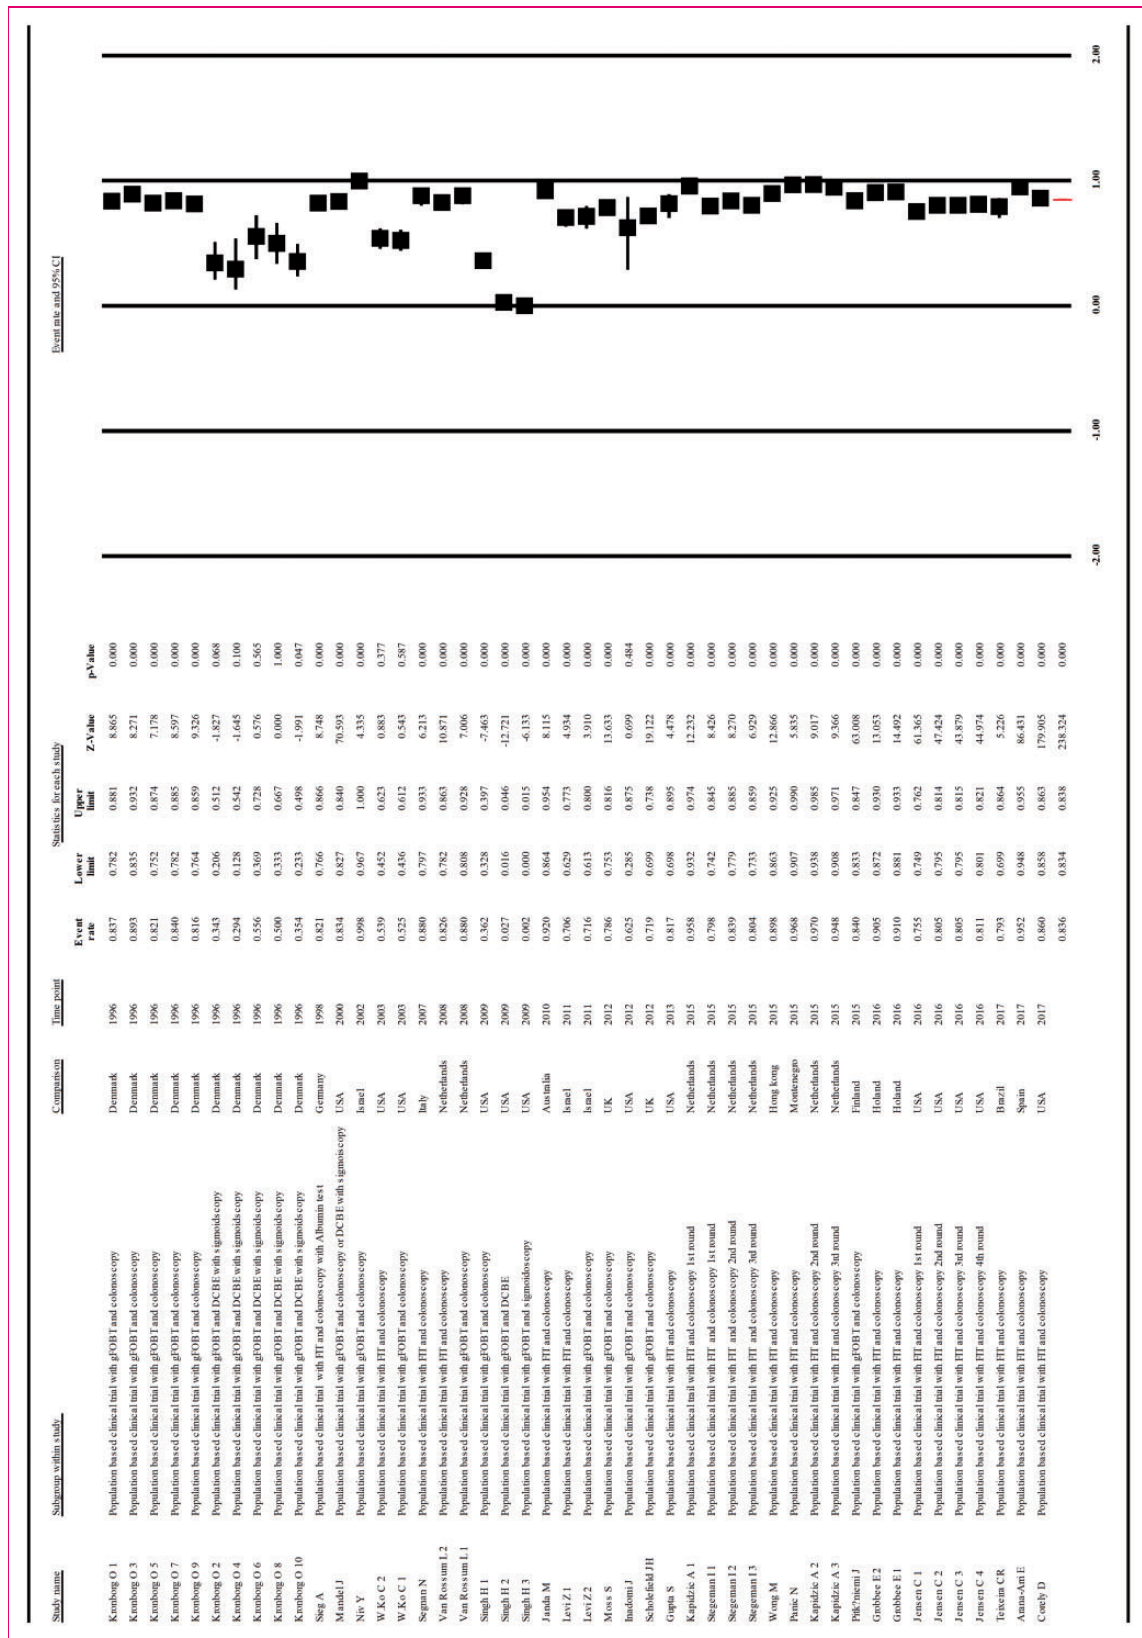 Study name Subgroup within study Comparison Time point Statistics for each study Event rate and 95% CI
Event rate Lower limit Upper limit Z-Value p-Value
Kronborg O 1 Population based clinical trial with gFOBT and colonoscopy Denmark 1996 0.837 0.782 0.881 8.865 0.000
Kronborg O 3 Population based clinical trial with gFOBT and colonoscopy Denmark 1996 0.893 0.835 0.932 8.271 0.000
Kronborg O 5 Population based clinical trial with gFOBT and colonoscopy Denmark 1996 0.821 0.752 0.874 7.178 0.000
Kronborg O 7 Population based clinical trial with gFOBT and colonoscopy Denmark 1996 0.840 0.782 0.885 8.597 0.000
Kronborg O 9 Population based clinical trial with gFOBT and colonoscopy Denmark 1996 0.816 0.764 0.859 9.326 0.000
Kronborg O 2 Population based clinical trial with gFOBT and DCBE with sigmoidscopy Denmark 1996 0.343 0.206 0.512 -1.827 0.068
Kronborg O 4 Population based clinical trial with gFOBT and DCBE with sigmoidscopy Denmark 1996 0.294 0.128 0.542 -1.645 0.100
Kronborg O 6 Population based clinical trial with gFOBT and DCBE with sigmoidscopy Denmark 1996 0.556 0.369 0.728 0.576 0.565
Kronborg O 8 Population based clinical trial with gFOBT and DCBE with sigmoidscopy Denmark 1996 0.500 0.333 0.667 0.000 1.000
Kronborg O 10 Population based clinical trial with gFOBT and DCBE with sigmoidscopy Denmark 1996 0.354 0.233 0.498 -1.991 0.047
Sieg A Population based clinical trial with FIT and colonoscopy with Albumin test Germany 1998 0.821 0.766 0.866 8.748 0.000
Mandel J Population based clinical trial with gFOBT and colonoscopy or DCBE with sigmoiscopy USA 2000 0.834 0.827 0.840 70.593 0.000
Niv Y Population based clinical trial with gFOBT and colonoscopy Israel 2002 0.998 0.967 1.000 4.335 0.000
W.Ko C 2 Population based clinical trial with FIT and colonoscopy USA 2003 0.539 0.452 0.623 0.883 0.377
W.Ko C 1 Population based clinical trial with gFOBT and colonoscopy USA 2003 0.525 0.436 0.612 0.543 0.587
Segnan N Population based clinical trial with FIT and colonoscopy Italy 2007 0.880 0.797 0.933 6.213 0.000
Van Rossum L 2 Population based clinical trial with FIT and colonoscopy Netherlands 2008 0.826 0.782 0.863 10.871 0.000
Van Rossum L 1 Population based clinical trial with gFOBT and colonoscopy Netherlands 2008 0.880 0.808 0.928 7.006 0.000
Singh H 1 Population based clinical trial with gFOBT and colonoscopy USA 2009 0.362 0.328 0.397 -7.463 0.000
Singh H 2 Population based clinical trial with gFOBT and DCBE USA 2009 0.027 0.016 0.046 -12.721 0.000
Singh H 3 Population based clinical trial with gFOBT and sigmoidoscopy USA 2009 0.002 0.000 0.015 -6.133 0.000
Janda M Population based clinical trial with FIT and colonoscopy Australia 2010 0.920 0.864 0.954 8.115 0.000
Levi Z 1 Population based clinical trial with FIT and colonoscopy Israel 2011 0.706 0.629 0.773 4.934 0.000
Levi Z 2 Population based clinical trial with gFOBT and colonoscopy Israel 2011 0.716 0.613 0.800 3.910 0.000
Moss S Population based clinical trial with gFOBT and colonoscopy UK 2012 0.786 0.753 0.816 13.633 0.000
Inadomi J Population based clinical trial with gFOBT and colonoscopy USA 2012 0.625 0.285 0.875 0.699 0.484
Scholefield JH Population based clinical trial with gFOBT and colonoscopy UK 2012 0.719 0.699 0.738 19.122 0.000
Gupta S Population based clinical trial with FIT and colonoscopy USA 2013 0.817 0.698 0.895 4.478 0.000
Kapidzic A 1 Population based clinical trail with FIT and colonoscopy 1st round Netherlands 2015 0.958 0.932 0.974 12.232 0.000
Stegeman I 1 Population based clinical trial with FIT and colonoscopy 1st round Netherlands 2015 0.798 0.742 0.845 8.426 0.000
Stegeman I 2 Population based clinical trial with FIT and colonoscopy 2nd round Netherlands 2015 0.839 0.779 0.885 8.270 0.000
Stegeman I 3 Population based clinical trial with FIT and colonoscopy 3rd round Netherlands 2015 0.804 0.733 0.859 6.929 0.000
Wong M Population based clinical trial with FIT and colonoscopy Hong kong 2015 0.898 0.863 0.925 12.866 0.000
Panic N Population based clinical trial with FIT and colonoscopy Montenegro 2015 0.968 0.907 0.990 5.835 0.000
Kapidzic A 2 Population based clinical trial with FIT and colonoscopy 2nd round Netherlands 2015 0.970 0.938 0.985 9.017 0.000
Kapidzic A 3 Population based clinical trial with FIT and colonoscopy 3rd round Netherlands 2015 0.948 0.908 0.971 9.366 0.000
Pitk?niemi J Population based clinical trial with gFOBT and colonoscopy Finland 2015 0.840 0.833 0.847 63.008 0.000
Grobbee E 2 Population based clinical trial with FIT and colonoscopy Holand 2016 0.905 0.872 0.930 13.053 0.000
Grobbee E 1 Population based clinical trial with FIT and colonoscopy Holand 2016 0.910 0.881 0.933 14.492 0.000
Jensen C 1 Population based clinical trial with FIT and colonoscopy 1st round USA 2016 0.755 0.749 0.762 61.365 0.000
Jensen C 2 Population based clinical trial with FIT and colonoscopy 2nd round USA 2016 0.805 0.795 0.814 47.424 0.000
Jensen C 3 Population based clinical trial with FIT and colonoscopy 3rd round USA 2016 0.805 0.795 0.815 43.879 0.000
Jensen C 4 Population based clinical trial with FIT and colonoscopy 4th round USA 2016 0.811 0.801 0.821 44.974 0.000
Teixeira CR Population based clinical trial with FIT and colonoscopy Brazil 2017 0.793 0.699 0.864 5.226 0.000
Arana-Arri E Population based clinical trial with FIT and colonoscopy Spain 2017 0.952 0.948 0.955 86.431 0.000
Corely D Population based clinical trial with FIT and colonoscopy USA 2017 0.860 0.858 0.863 179.905 0.000
0.836 0.834 0.838 238.324 0.000
-2.00 -1.00 0.00 1.00 2.00